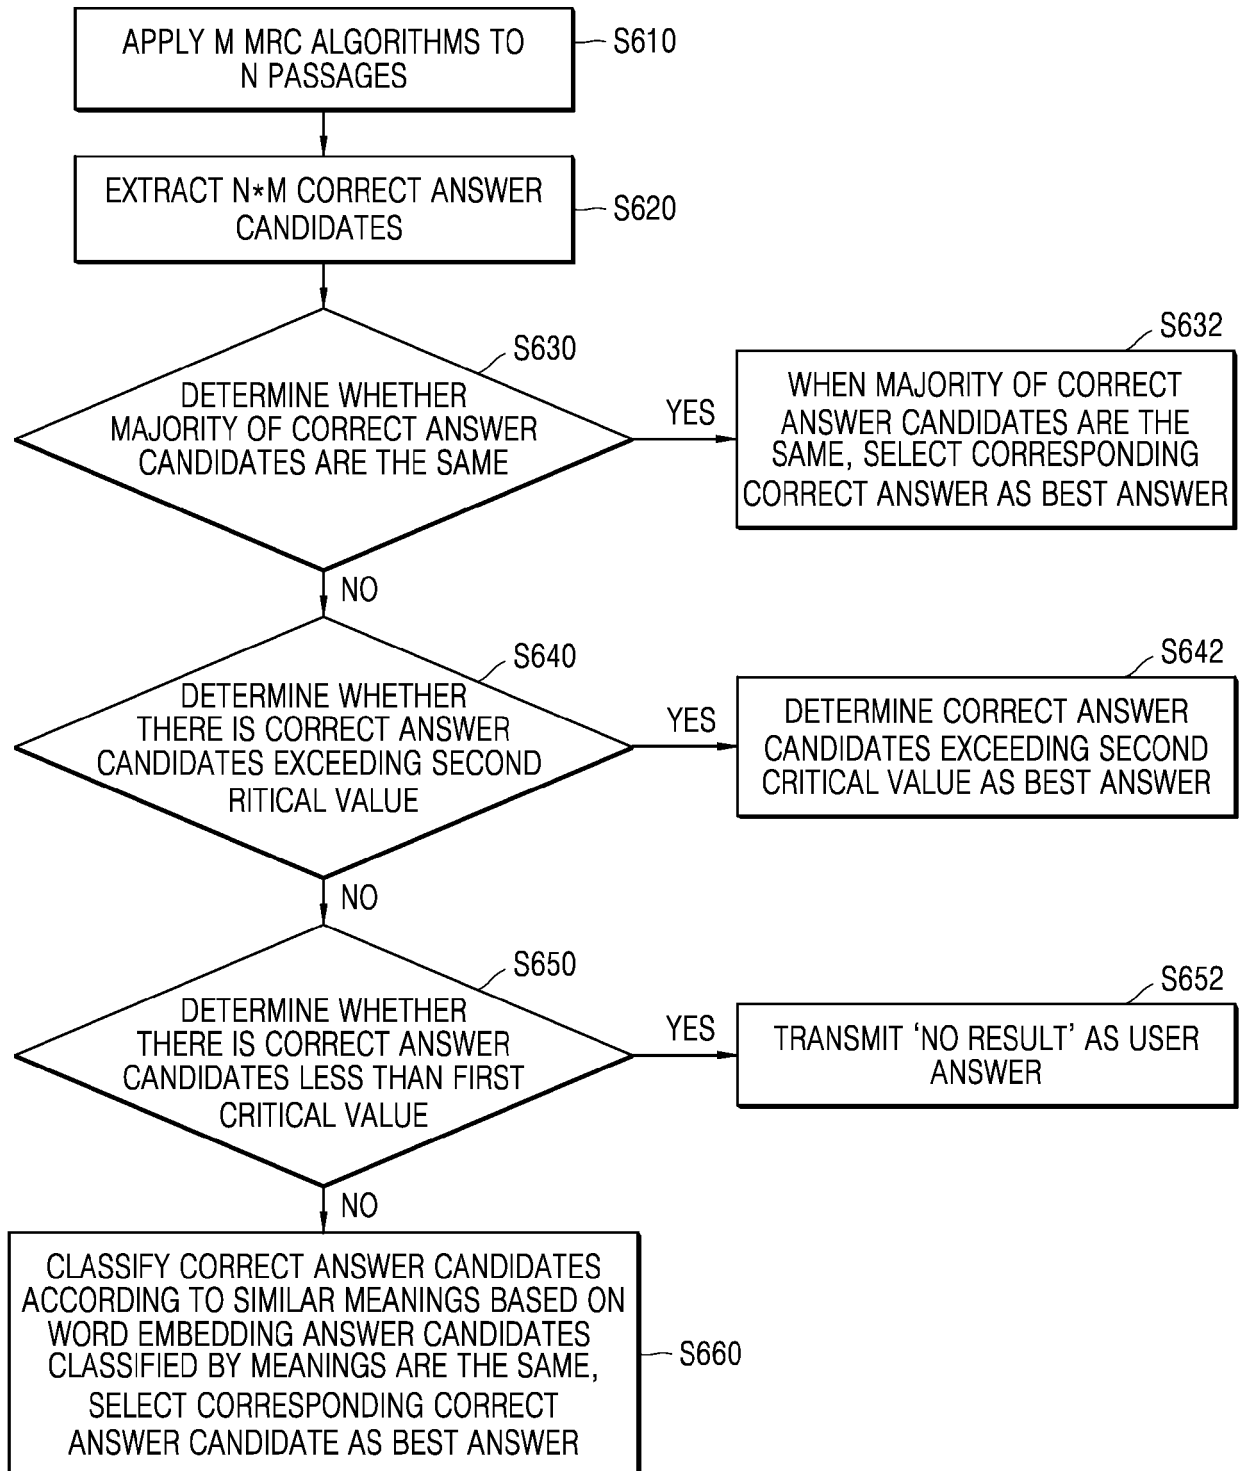 APPLY M MRC ALGORITHMS TO
N PASSAGES
S610
EXTRACT N*M CORRECT ANSWER
CANDIDATES
S620
S630
DETERMINE WHETHER
MAJORITY OF CORRECT ANSWER
CANDIDATES ARE THE SAME
YES
S632
WHEN MAJORITY OF CORRECT
ANSWER CANDIDATES ARE THE
SAME, SELECT CORRESPONDING
CORRECT ANSWER AS BEST ANSWER
NO
S640
DETERMINE WHETHER
THERE IS CORRECT ANSWER
CANDIDATES EXCEEDING SECOND
RITICAL VALUE
YES
S642
DETERMINE CORRECT ANSWER
CANDIDATES EXCEEDING SECOND
CRITICAL VALUE AS BEST ANSWER
NO
S650
DETERMINE WHETHER
THERE IS CORRECT ANSWER
CANDIDATES LESS THAN FIRST
CRITICAL VALUE
YES
S652
TRANSMIT ‘NO RESULT’ AS USER
ANSWER
NO
CLASSIFY CORRECT ANSWER CANDIDATES
ACCORDING TO SIMILAR MEANINGS BASED ON
WORD EMBEDDING ANSWER CANDIDATES
CLASSIFIED BY MEANINGS ARE THE SAME,
SELECT CORRESPONDING CORRECT
ANSWER CANDIDATE AS BEST ANSWER
S660